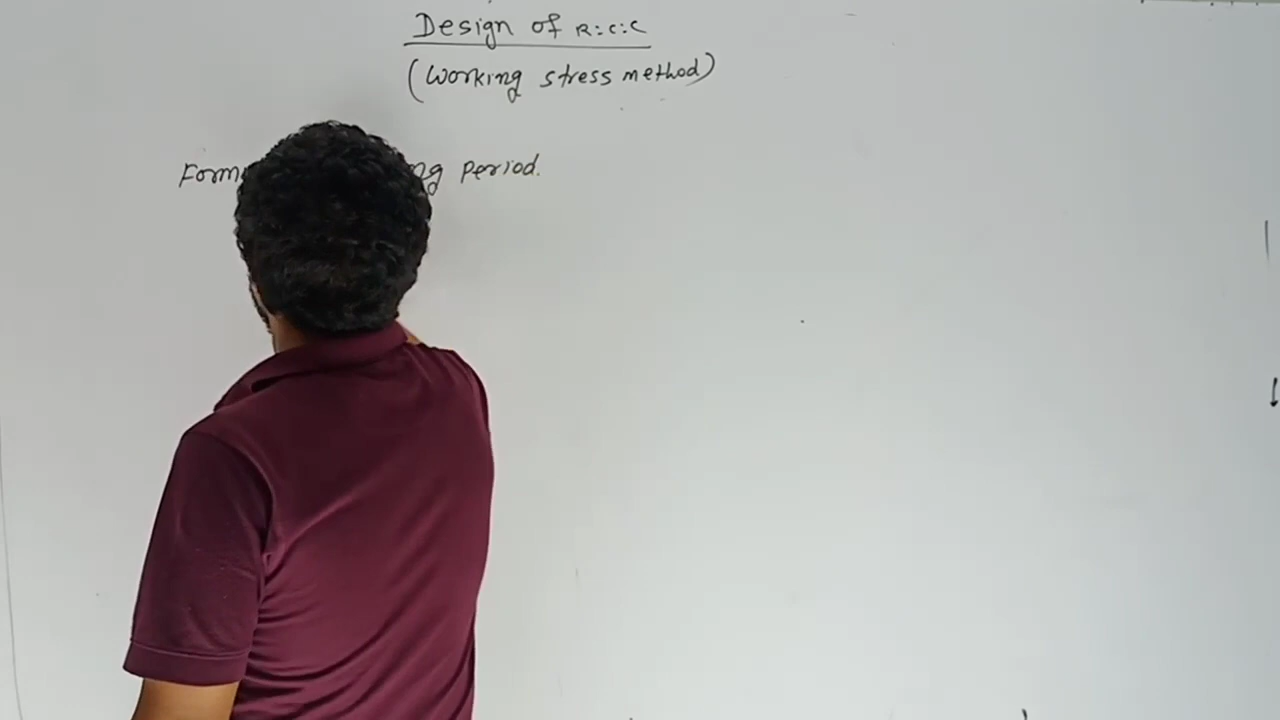 Design of R:C:C
(Working stress method)
Period.